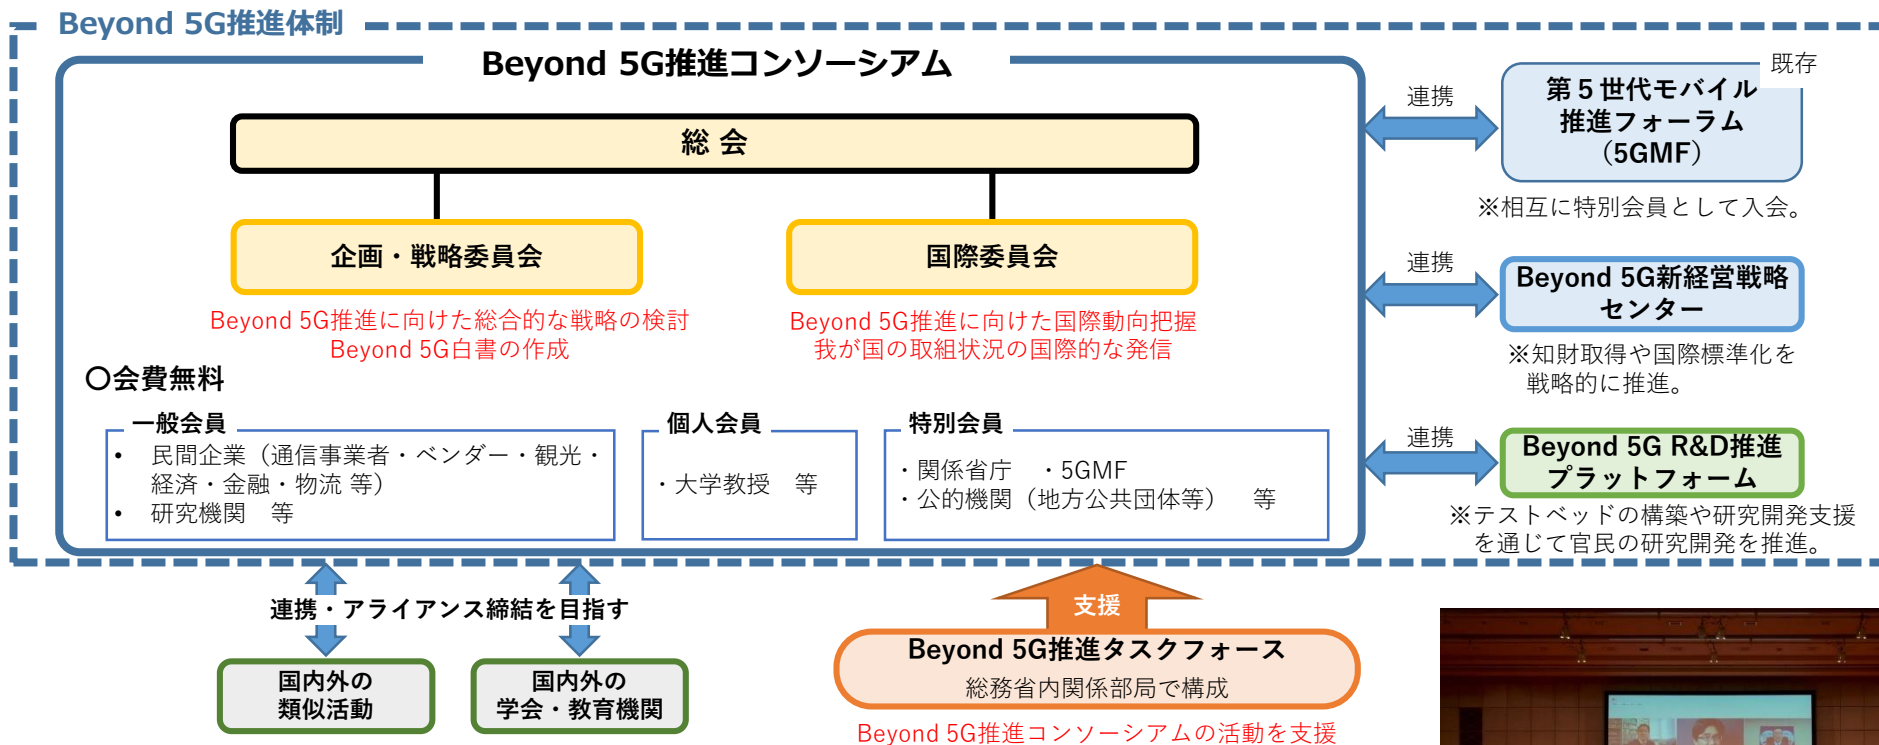 Beyond 5G推進体制
Beyond 5G推進コンソーシアム
総 会
企画・戦略委員会
Beyond 5G推進に向けた総合的な戦略の検討
Beyond 5G白書の作成
国際委員会
Beyond 5G推進に向けた国際動向把握
我が国の取組状況の国際的な発信
〇会費無料
一般会員
• 民間企業（通信事業者・ベンダー・観光・
経済・金融・物流 等）
• 研究機関　等
個人会員
・大学教授　等
特別会員
・関係省庁　・5GMF
・公的機関（地方公共団体等）　等
連携
既存
第５世代モバイル
推進フォーラム
（5GMF）
※相互に特別会員として入会。
連携
Beyond 5G新経営戦略
センター
※知財取得や国際標準化を
戦略的に推進。
連携
Beyond 5G R&D推進
プラットフォーム
※テストベッドの構築や研究開発支援
を通じて官民の研究開発を推進。
連携・アライアンス締結を目指す
国内外の
類似活動
国内外の
学会・教育機関
支援
Beyond 5G推進タスクフォース
総務省内関係部局で構成
Beyond 5G推進コンソーシアムの活動を支援